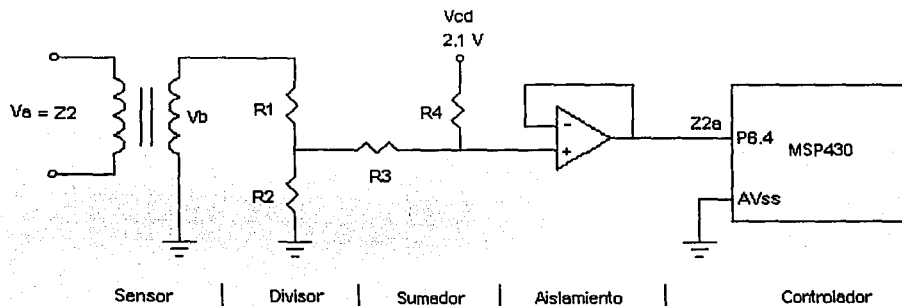 Vcd
2.1 V
Va = Z2
Vb
R1
R4
R2
R3
-
+
Z2a
P6.4
MSP430
AVss
Sensor | Divisor | Sumador | Aislamiento | Controlador